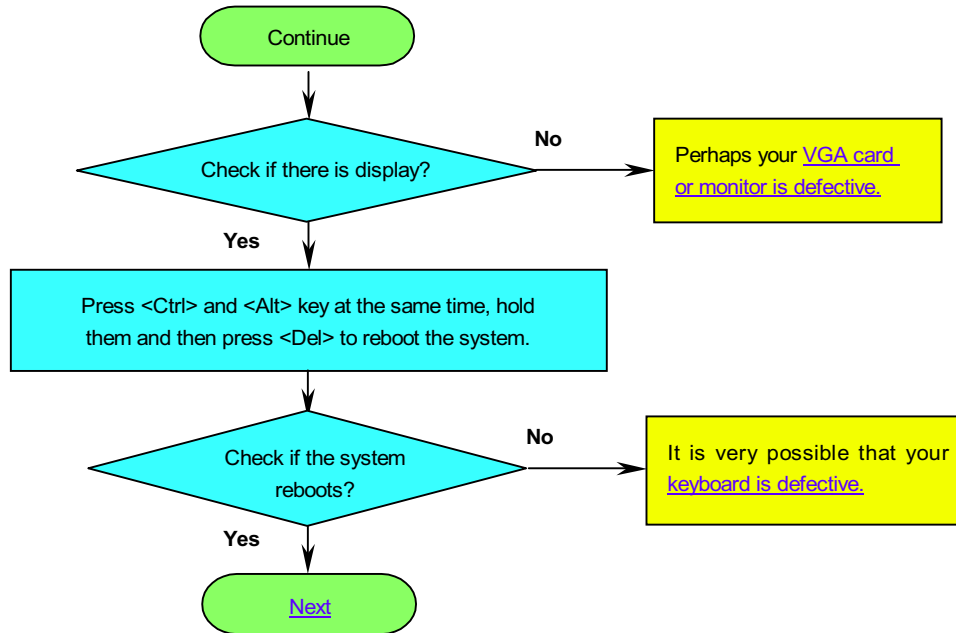 Continue
Check if there is display?
No
Perhaps your VGA card
or monitor is defective.
Yes
Press <Ctrl> and <Alt> key at the same time, hold
them and then press <Del> to reboot the system.
Check if the system
reboots?
No
It is very possible that your
keyboard is defective.
Yes
Next